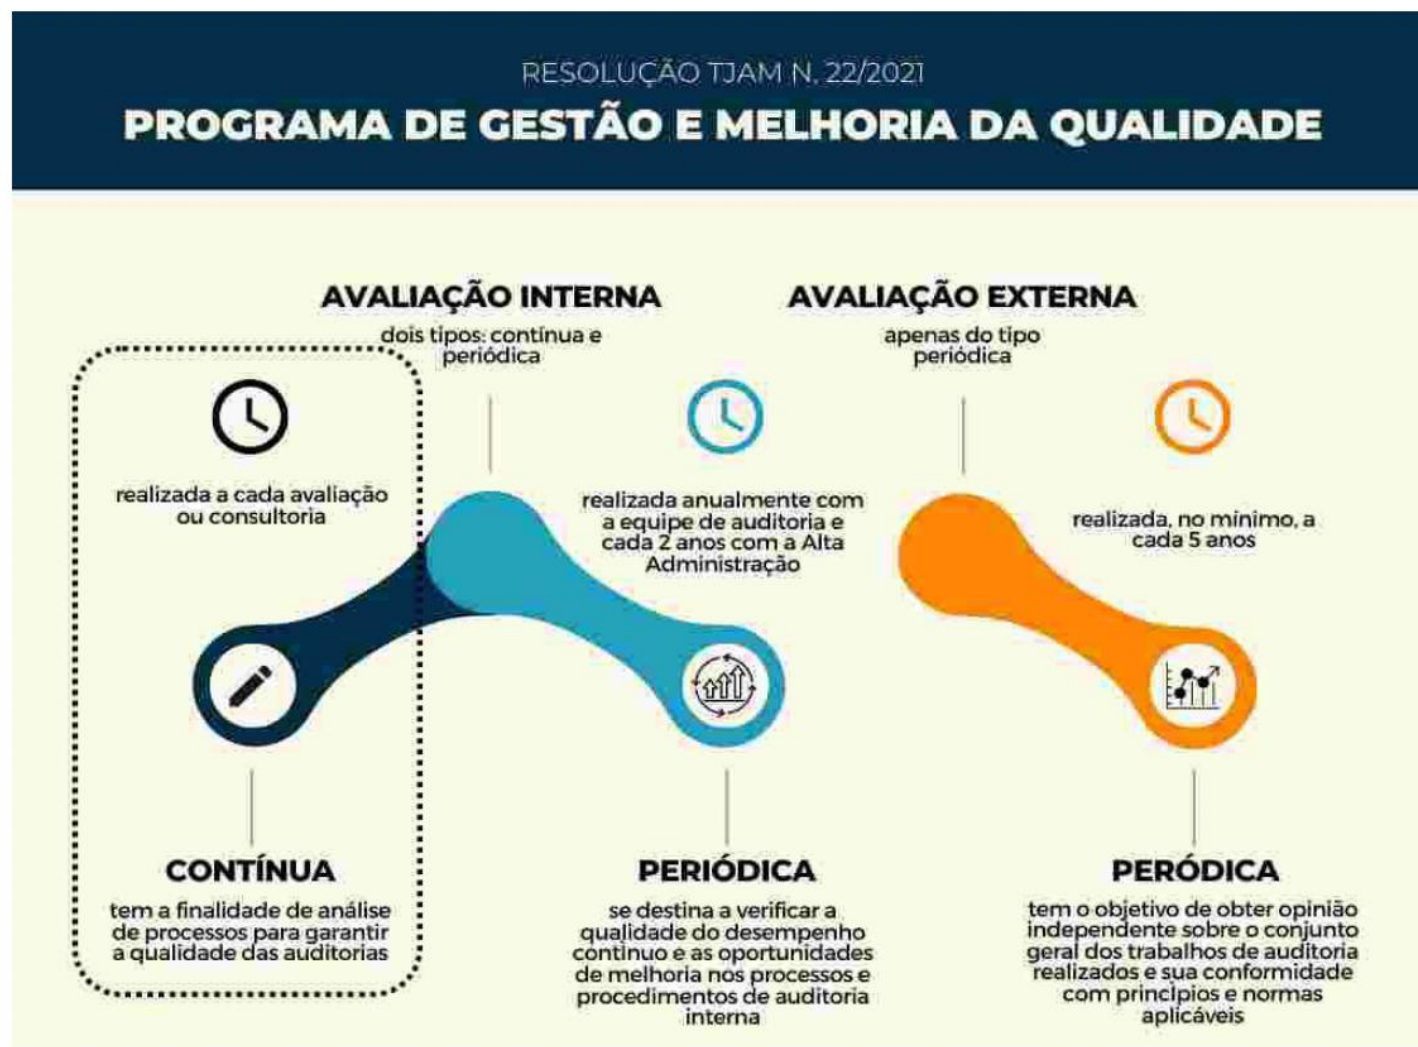 RESOLUÇÃO TJAM N. 22/2021
PROGRAMA DE GESTÃO E MELHORIA DA QUALIDADE
AVALIAÇÃO INTERNA
dois tipos: contínua e
periódica
AVALIAÇÃO EXTERNA
apenas do tipo
periódica
realizada a cada avaliação
ou consultoria
realizada anualmente com
a equipe de auditoria e
cada 2 anos com a Alta
Administração
realizada, no mínimo, a
cada 5 anos
CONTÍNUA
tem a finalidade de análise
de processos para garantir
a qualidade das auditorias
PERIÓDICA
se destina a verificar a
qualidade do desempenho
contínuo e as oportunidades
de melhoria nos processos e
procedimentos de auditoria
interna
PERÓDICA
tem o objetivo de obter opinião
independente sobre o conjunto
geral dos trabalhos de auditoria
realizados e sua conformidade
com princípios e normas
aplicáveis